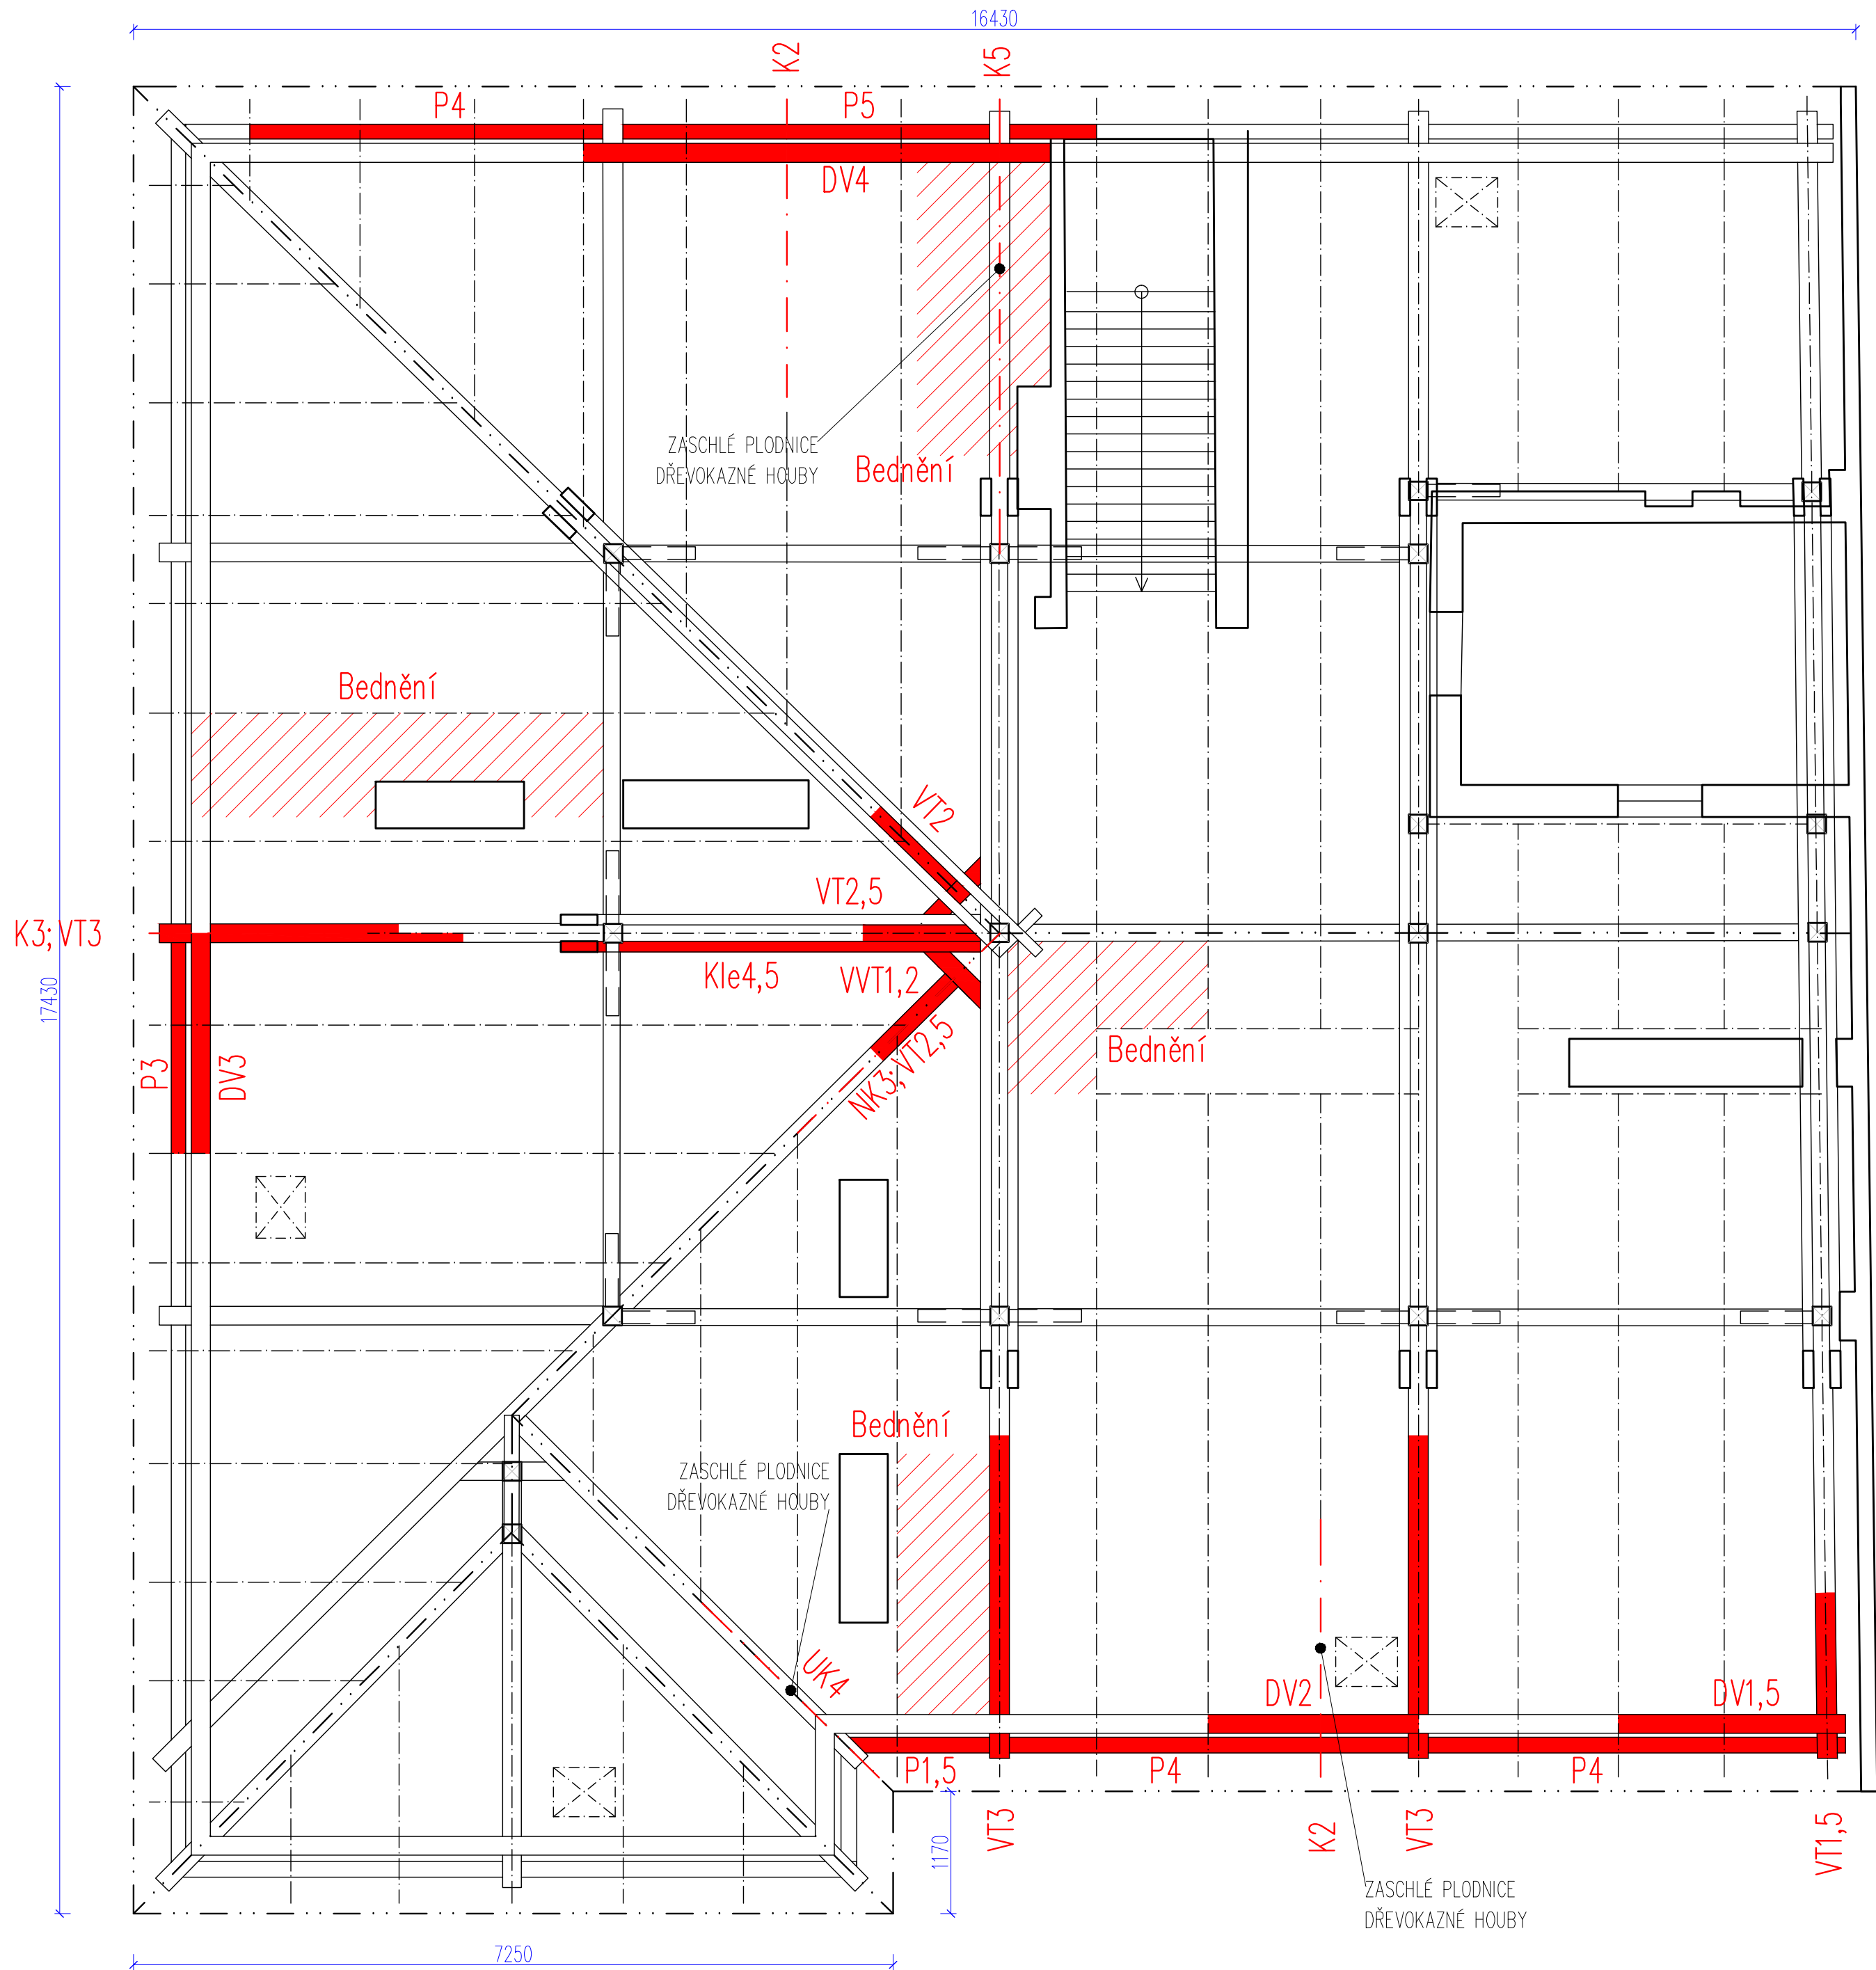 16430
K2
K5
P4
P5
DV4
ZASCHLÉ PLODNICE
DŘEVOKAZNÉ HOUBY
Bednění
Bednění
VT2
VT2,5
K3; VT3
Kle4,5
VVT1,2
17430
NK3; VT2,5
Bednění
P3
DV3
Bednění
ZASCHLÉ PLODNICE
DŘEVOKAZNÉ HOUBY
UK4
DV2
DV1,5
P1,5
P4
P4
VT3
K2
VT3
VT1,5
1170
ZASCHLÉ PLODNICE
DŘEVOKAZNÉ HOUBY
7250